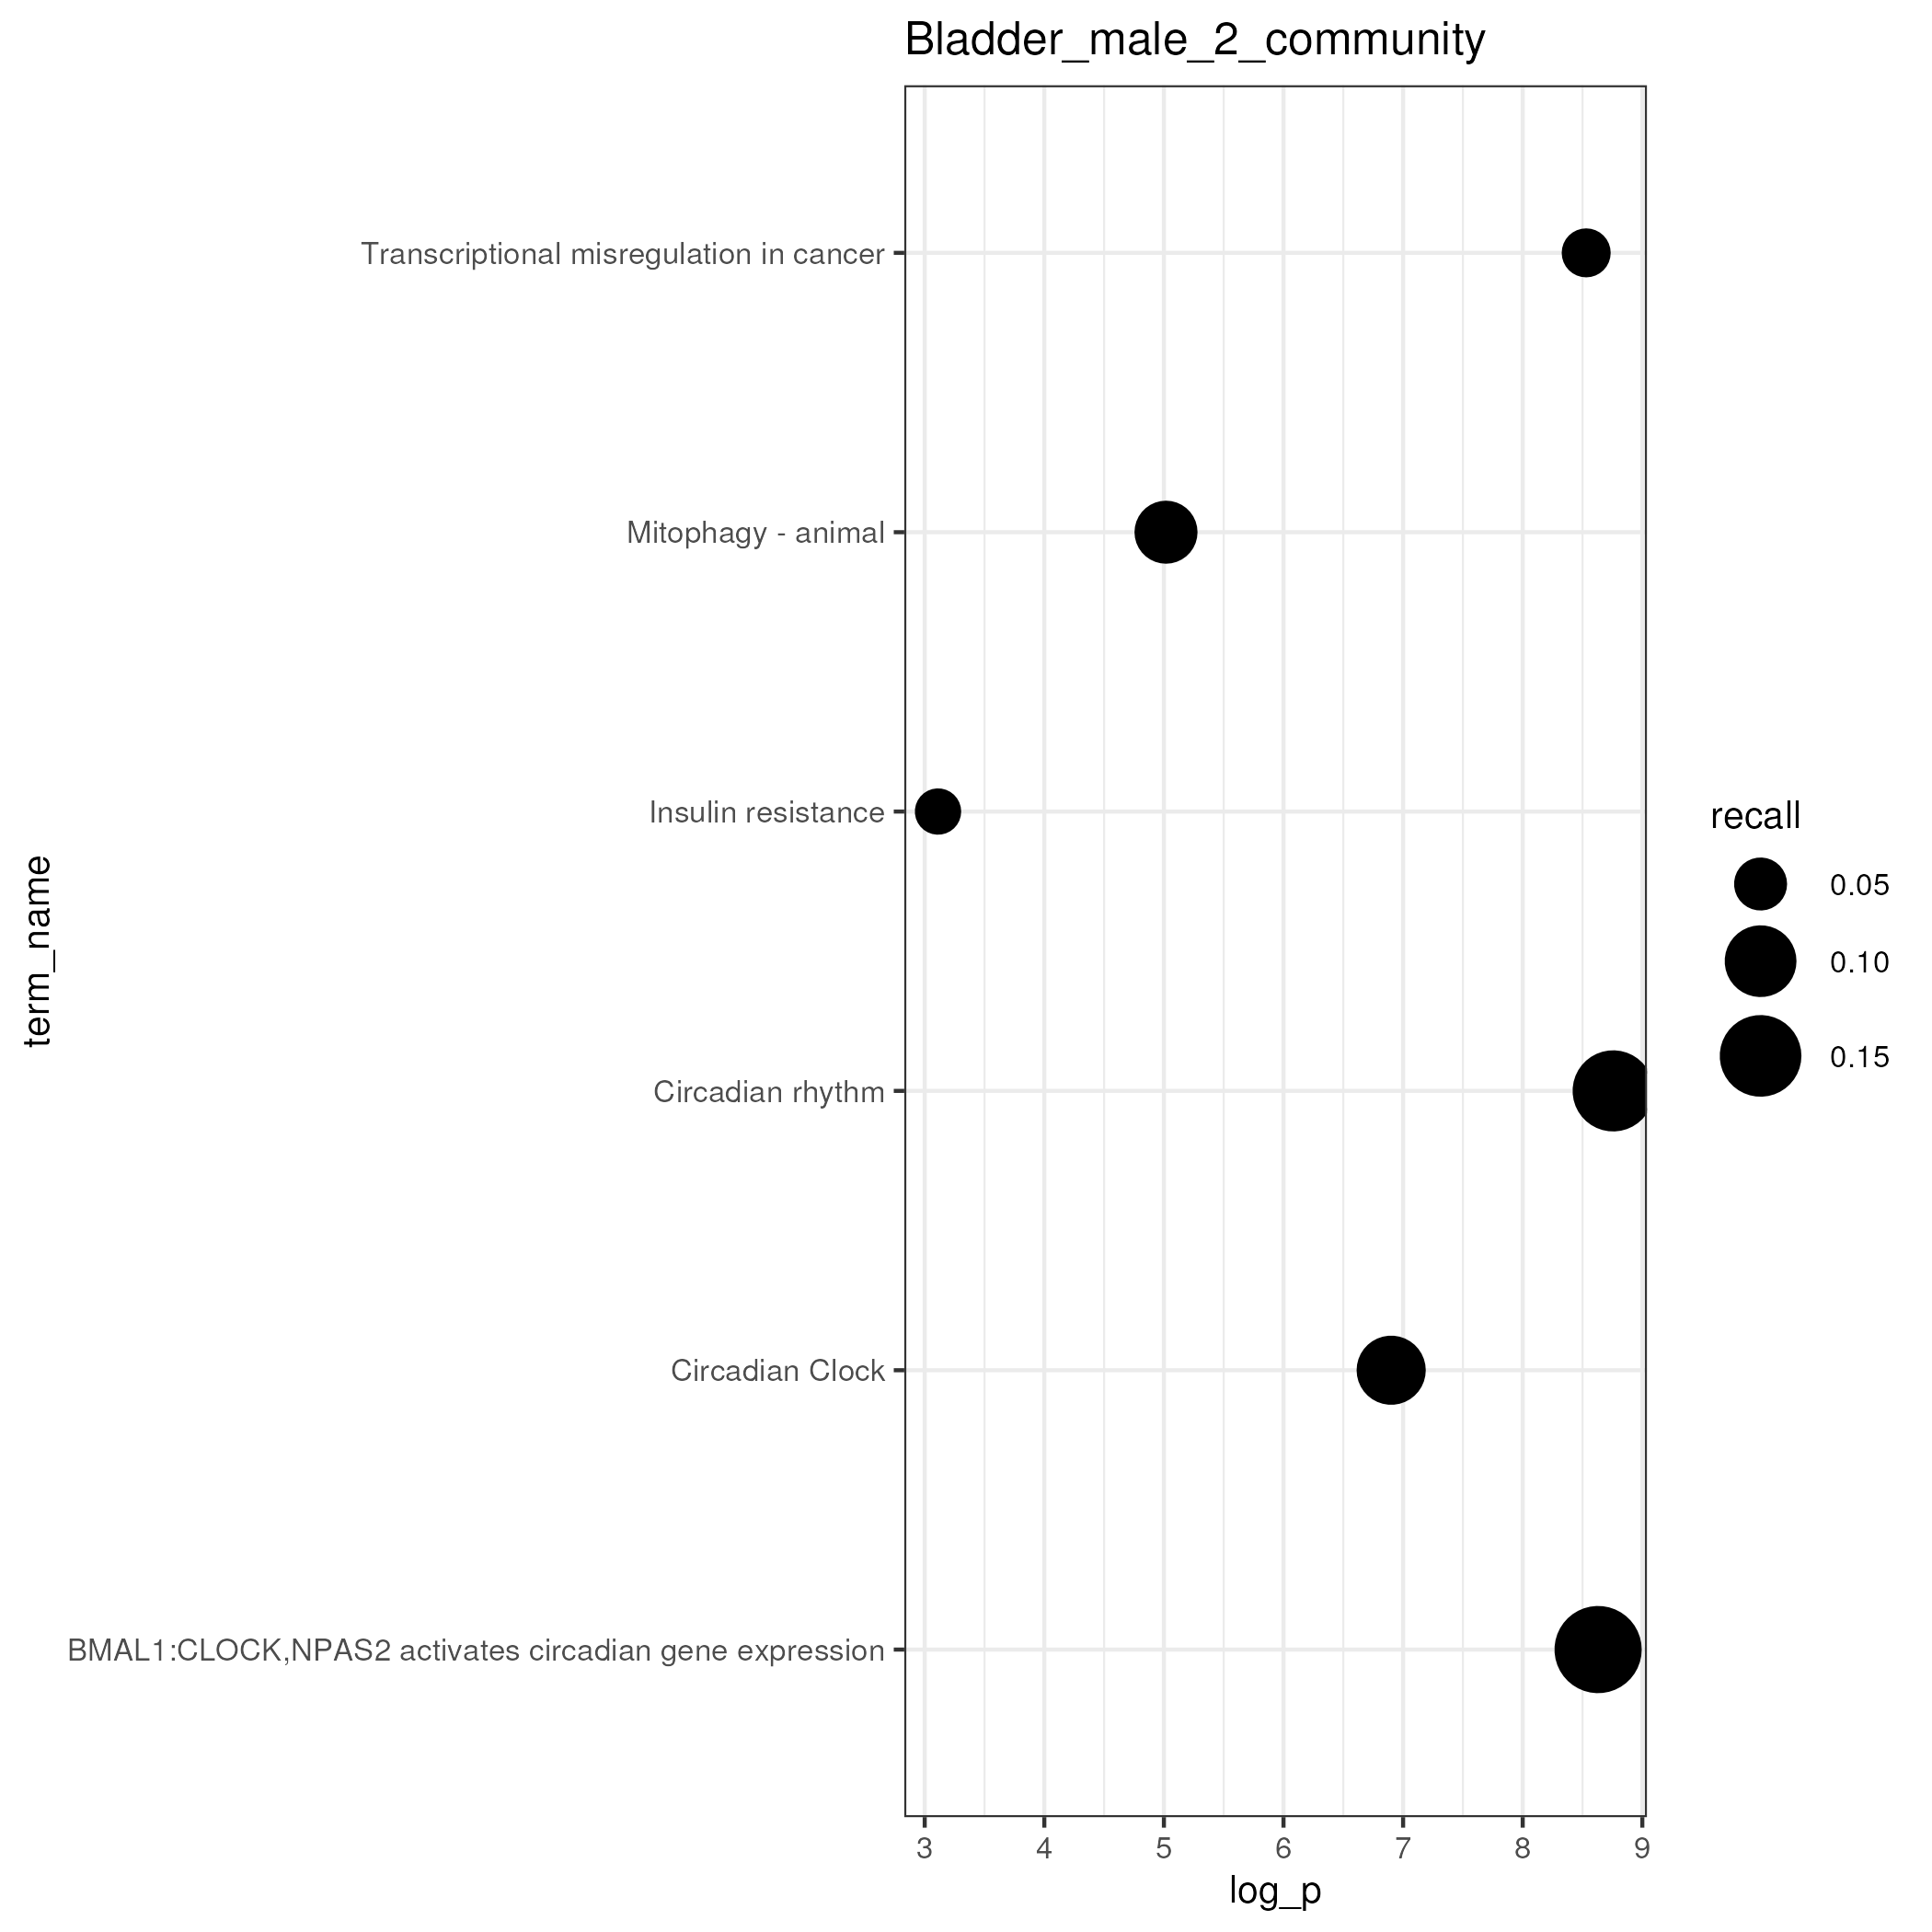 Bladder_male_2_community
Transcriptional misregulation in cancer
Mitophagy - animal
Insulin resistance
Circadian rhythm
Circadian Clock
BMAL1:CLOCK,NPAS2 activates circadian gene expression
term_name
3 4 5 6 7 8 9
log_p
recall
0.05
0.10
0.15